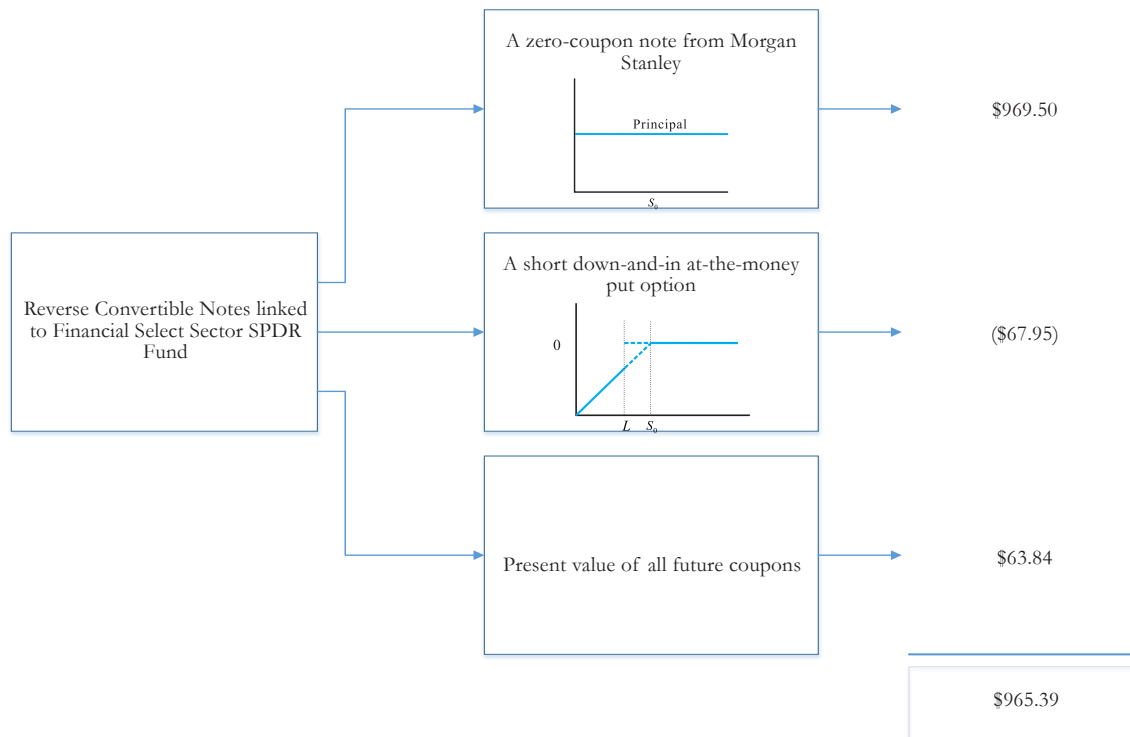 A zero-coupon note from Morgan
Stanley
Principal
S₀
$969.50
Reverse Convertible Notes linked
to Financial Select Sector SPDR
Fund
A short down-and-in at-the-money
put option
0
L S₀
($67.95)
Present value of all future coupons
$63.84
$965.39